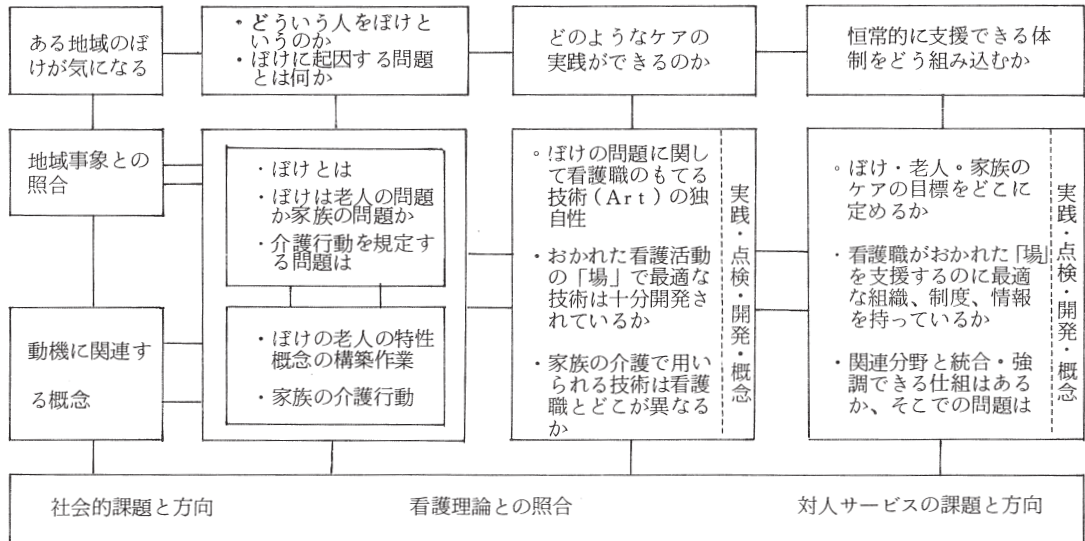 ある地域のぼ
けが気になる
・どういう人をぼけと
いうのか
・ぼけに起因する問題
とは何か
どのようなケアの
実践ができるのか
恒常的に支援できる体
制をどう組み込むか
地域事象との
照合
・ぼけとは
・ぼけは老人の問題
か家族の問題か
・介護行動を規定す
る問題は
。ぼけの問題に関し
て看護職のもてる
技術(Art)の独
自性
・おかれた看護活動
の「場」で最適な
技術は十分開発さ
れているか
・家族の介護で用い
られる技術は看護
職とどこが異なる
か
実践・点検・開発・概念
。ぼけ・老人。家族の
ケアの目標をどこに
定めるか
・看護職がおかれた「場」
を支援するのに最適
な組織、制度、情報
を持っているか
・関連分野と統合・強
調できる仕組はある
か、そこでの問題は
実践・点検・開発・概念
動機に関連す
る概念
・ぼけの老人の特性
概念の構築作業
・家族の介護行動
社会的課題と方向
看護理論との照合
対人サービスの課題と方向